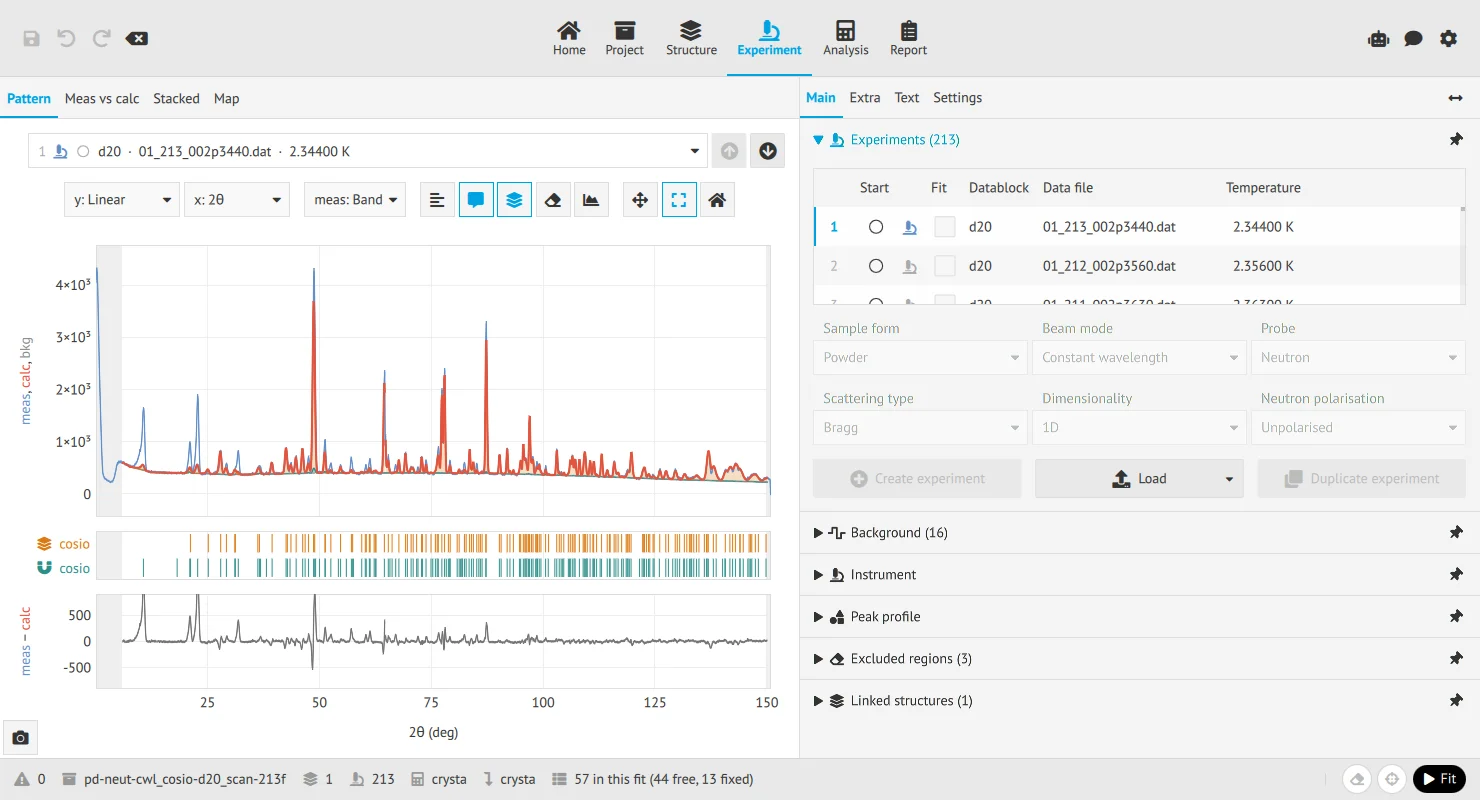 Home Project Structure Experiment Analysis Report
Pattern Meas vs calc Stacked Map
1 d20 · 01_213_002p3440.dat · 2.34400 K
y: Linear x: 2θ meas: Band
4×10³
3×10³
2×10³
1×10³
0
meas, calc, bkg
cosio
cosio
500
0
-500
meas − calc
25 50 75 100 125 150
2θ (deg)
Main Extra Text Settings
Experiments (213)
Start Fit Datablock Data file Temperature
1 d20 01_213_002p3440.dat 2.34400 K
2 d20 01_212_002p3560.dat 2.35600 K
3 d20 01_211_002p3630.dat 2.36300 K
Sample form Beam mode Probe
Powder Constant wavelength Neutron
Scattering type Dimensionality Neutron polarisation
Bragg 1D Unpolarised
Create experiment Load Duplicate experiment
Background (16)
Instrument
Peak profile
Excluded regions (3)
Linked structures (1)
0 pd-neut-cwl_cosio-d20_scan-213f 1 213 crysta crysta 57 in this fit (44 free, 13 fixed) Fit